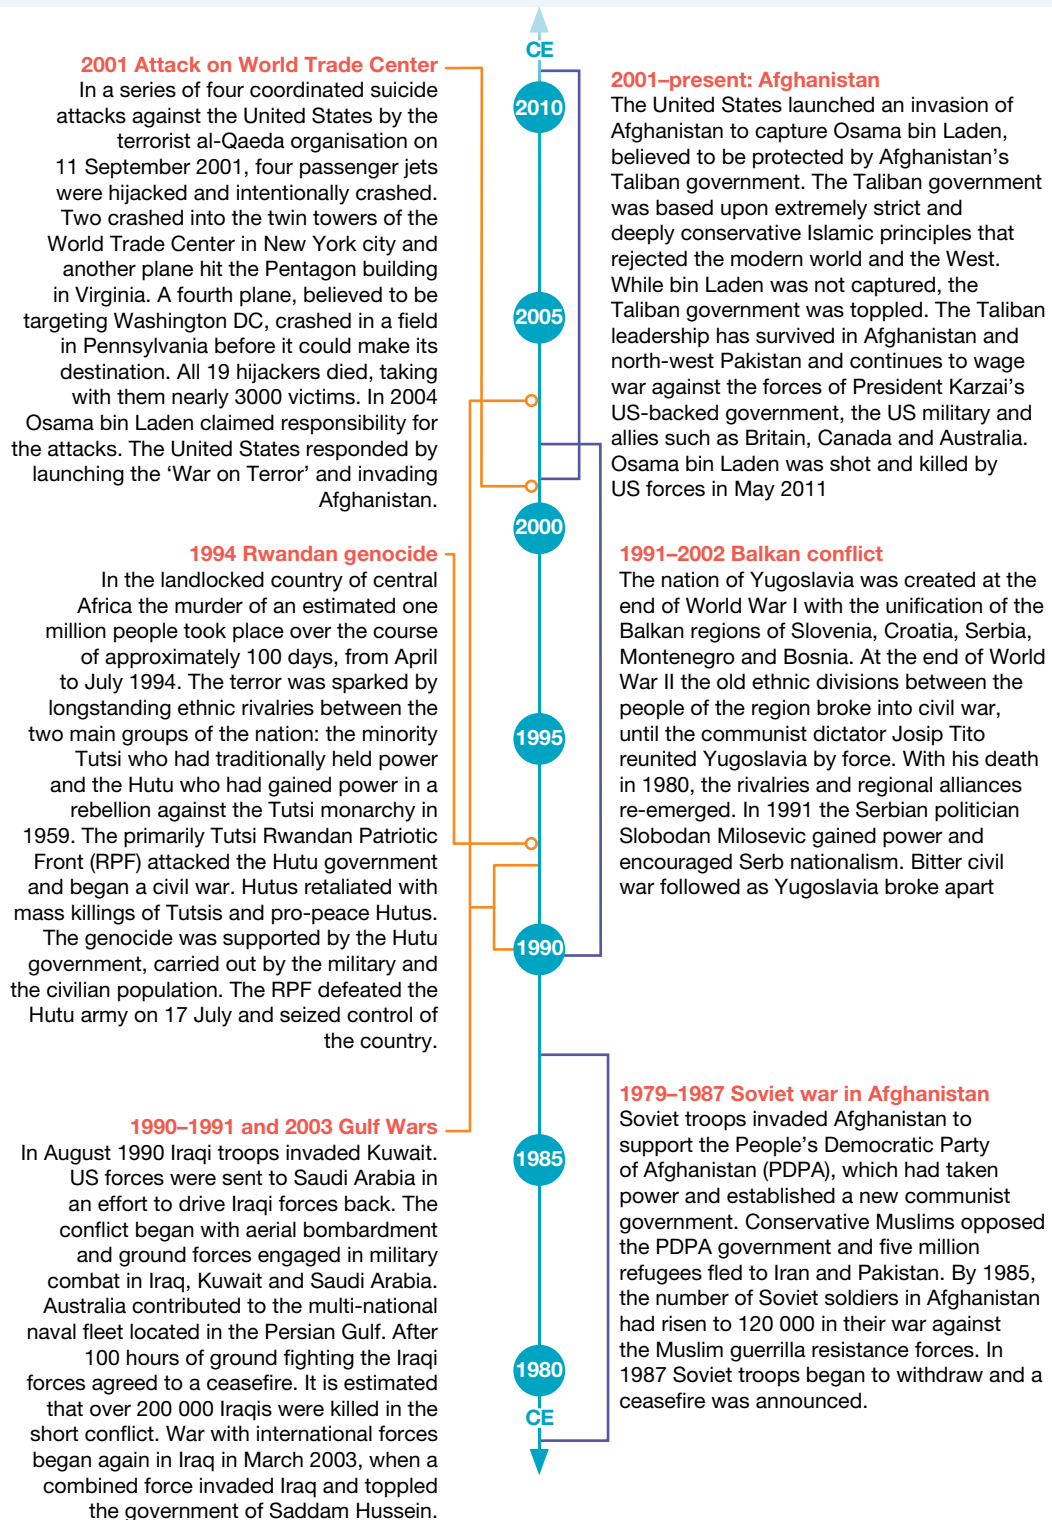 CE
2001 Attack on World Trade Center
In a series of four coordinated suicide
attacks against the United States by the
terrorist al-Qaeda organisation on
11 September 2001, four passenger jets
were hijacked and intentionally crashed.
Two crashed into the twin towers of the
World Trade Center in New York city and
another plane hit the Pentagon building
in Virginia. A fourth plane, believed to be
targeting Washington DC, crashed in a field
in Pennsylvania before it could make its
destination. All 19 hijackers died, taking
with them nearly 3000 victims. In 2004
Osama bin Laden claimed responsibility for
the attacks. The United States responded by
launching the ‘War on Terror’ and invading
Afghanistan.
1994 Rwandan genocide
In the landlocked country of central
Africa the murder of an estimated one
million people took place over the course
of approximately 100 days, from April
to July 1994. The terror was sparked by
longstanding ethnic rivalries between the
two main groups of the nation: the minority
Tutsi who had traditionally held power
and the Hutu who had gained power in a
rebellion against the Tutsi monarchy in
1959. The primarily Tutsi Rwandan Patriotic
Front (RPF) attacked the Hutu government
and began a civil war. Hutus retaliated with
mass killings of Tutsis and pro-peace Hutus.
The genocide was supported by the Hutu
government, carried out by the military and
the civilian population. The RPF defeated the
Hutu army on 17 July and seized control of
the country.
1990–1991 and 2003 Gulf Wars
In August 1990 Iraqi troops invaded Kuwait.
US forces were sent to Saudi Arabia in
an effort to drive Iraqi forces back. The
conflict began with aerial bombardment
and ground forces engaged in military
combat in Iraq, Kuwait and Saudi Arabia.
Australia contributed to the multi-national
naval fleet located in the Persian Gulf. After
100 hours of ground fighting the Iraqi
forces agreed to a ceasefire. It is estimated
that over 200 000 Iraqis were killed in the
short conflict. War with international forces
began again in Iraq in March 2003, when a
combined force invaded Iraq and toppled
the government of Saddam Hussein.
2010
2005
2000
1995
1990
1985
1980
CE
2001–present: Afghanistan
The United States launched an invasion of
Afghanistan to capture Osama bin Laden,
believed to be protected by Afghanistan’s
Taliban government. The Taliban government
was based upon extremely strict and
deeply conservative Islamic principles that
rejected the modern world and the West.
While bin Laden was not captured, the
Taliban government was toppled. The Taliban
leadership has survived in Afghanistan and
north-west Pakistan and continues to wage
war against the forces of President Karzai’s
US-backed government, the US military and
allies such as Britain, Canada and Australia.
Osama bin Laden was shot and killed by
US forces in May 2011
1991–2002 Balkan conflict
The nation of Yugoslavia was created at the
end of World War I with the unification of the
Balkan regions of Slovenia, Croatia, Serbia,
Montenegro and Bosnia. At the end of World
War II the old ethnic divisions between the
people of the region broke into civil war,
until the communist dictator Josip Tito
reunited Yugoslavia by force. With his death
in 1980, the rivalries and regional alliances
re-emerged. In 1991 the Serbian politician
Slobodan Milosevic gained power and
encouraged Serb nationalism. Bitter civil
war followed as Yugoslavia broke apart
1979–1987 Soviet war in Afghanistan
Soviet troops invaded Afghanistan to
support the People’s Democratic Party
of Afghanistan (PDPA), which had taken
power and established a new communist
government. Conservative Muslims opposed
the PDPA government and five million
refugees fled to Iran and Pakistan. By 1985,
the number of Soviet soldiers in Afghanistan
had risen to 120 000 in their war against
the Muslim guerrilla resistance forces. In
1987 Soviet troops began to withdraw and a
ceasefire was announced.